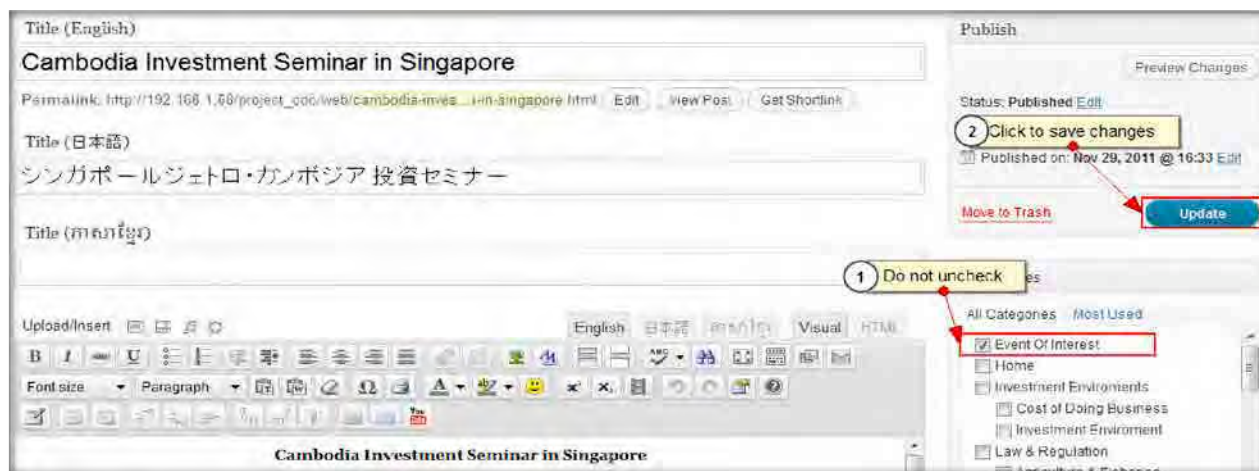 Title (English)
Cambodia Investment Seminar in Singapore
Permalink: http://192.168.1.68/project_cdc/web/cambodia-inves...t-in-singapore.html Edit View Post Get Shortlink
Title (日本語)
シンガポールジェトロ・カンボジア 投資セミナー
Title (ភាសាខ្មែរ)
Upload/Insert
English 日本語 ភាសាខ្មែរ Visual HTML
B I U
Font size Paragraph
Cambodia Investment Seminar in Singapore
Publish
Preview Changes
Status: Published Edit
2 Click to save changes
Published on: Nov 29, 2011 @ 16:33 Edit
Move to Trash Update
1 Do not uncheck
All Categories Most Used
Event Of Interest
Home
Investment Enviroments
Cost of Doing Business
Investment Enviroment
Law & Regulation